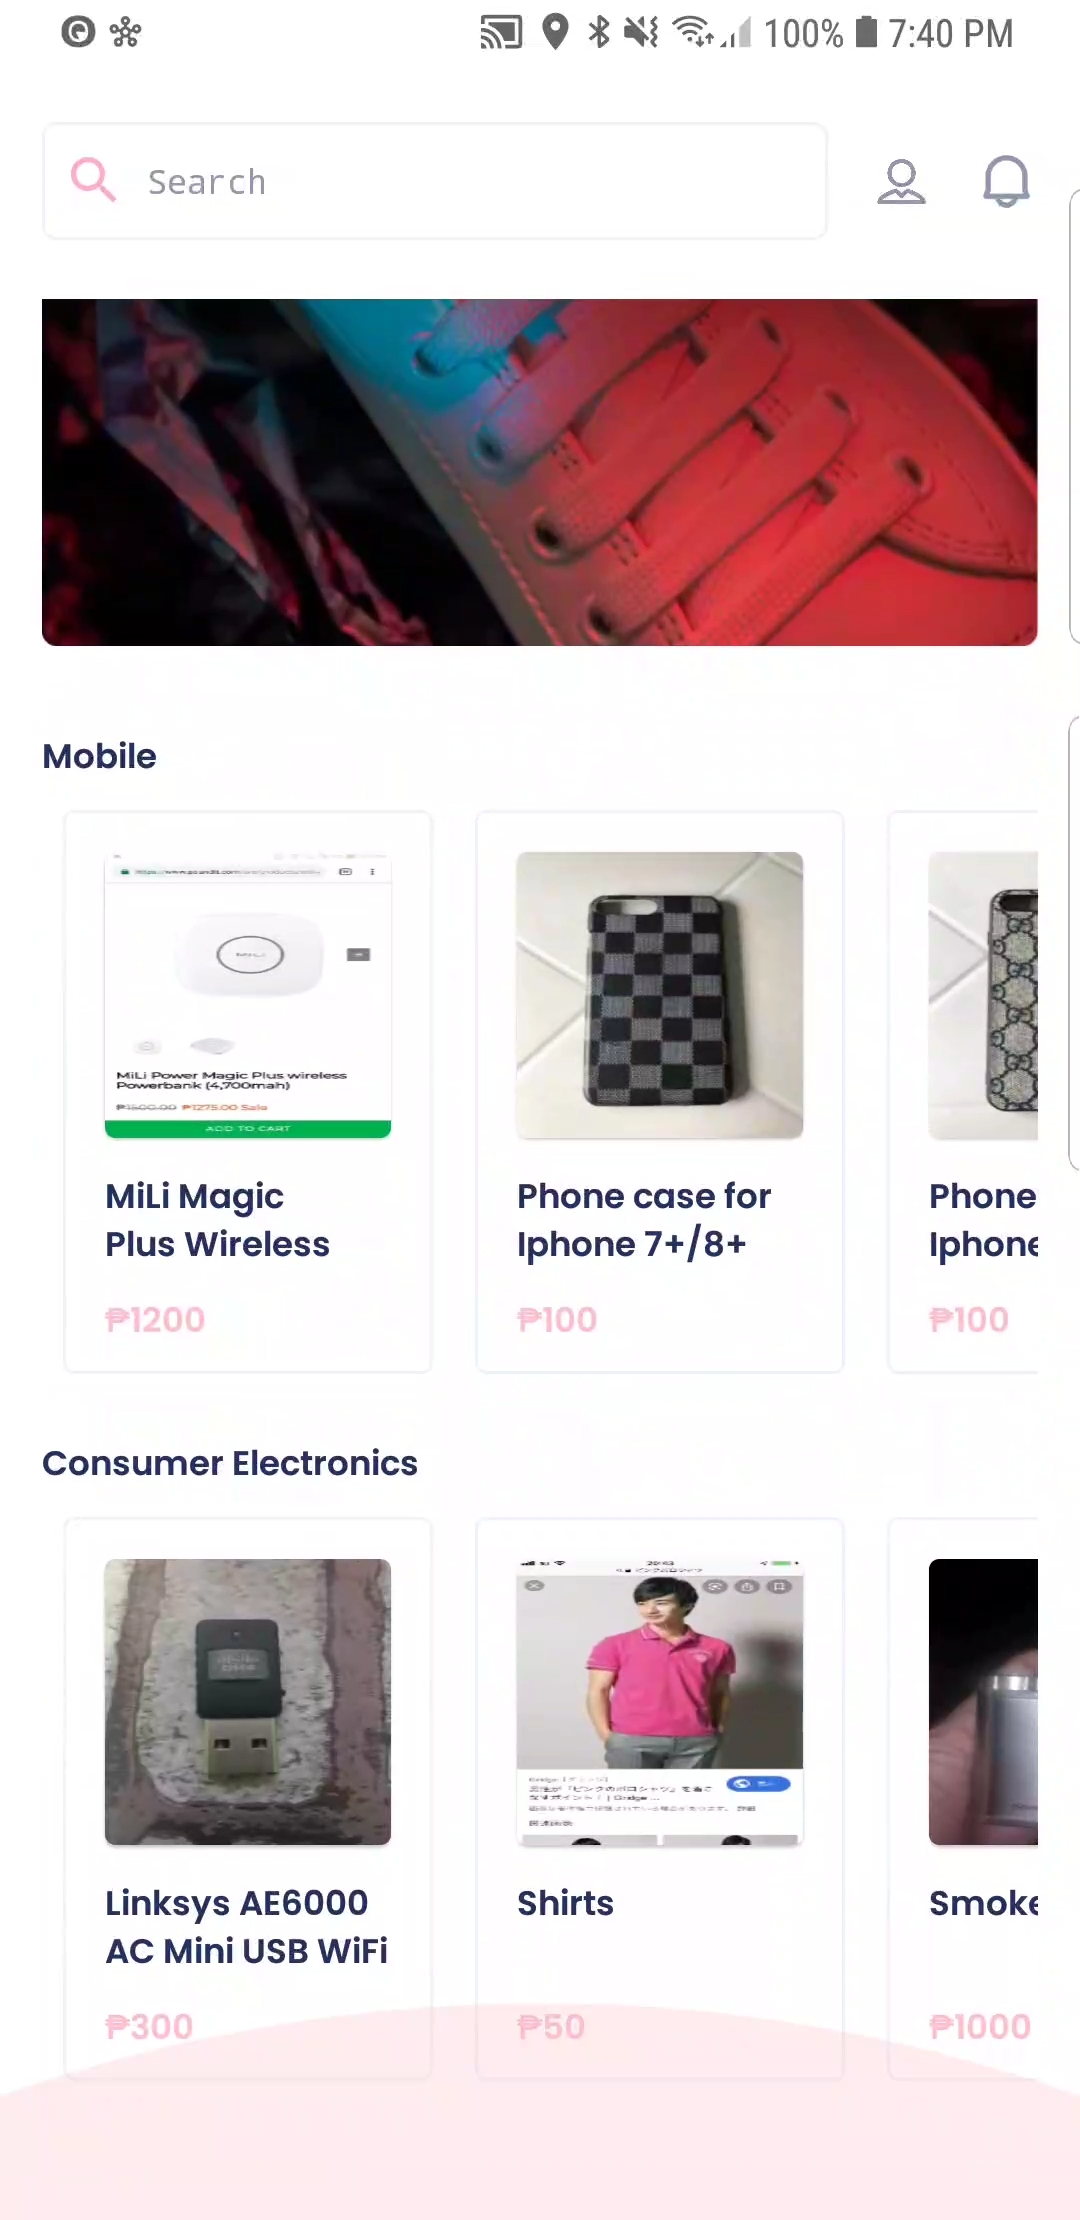 100% 7:40 PM
Search
Mobile
MiLi
MiLi Power Magic Plus wireless
Powerbank (4,700mah)
₱1500.00 ₱1275.00 Sale
ADD TO CART
MiLi Magic
Plus Wireless
₱1200
Phone case for
Iphone 7+/8+
₱100
Phone
Iphone
₱100
Consumer Electronics
Linksys AE6000
AC Mini USB WiFi
₱300
Shirts
₱50
Smoke
₱1000